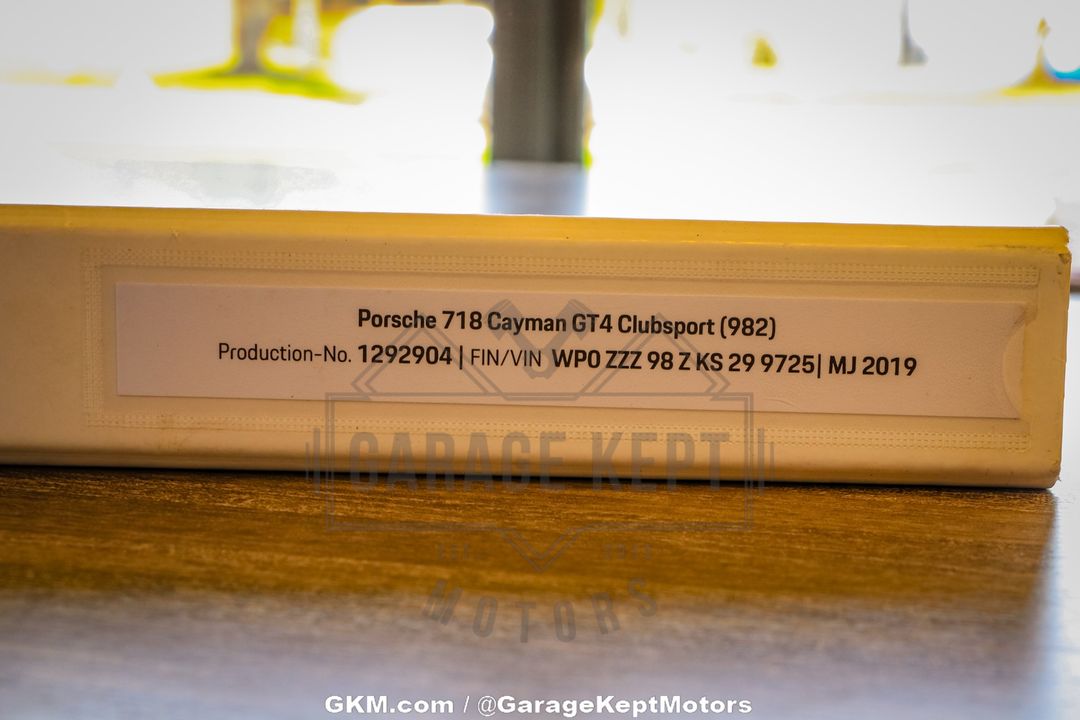 Porsche 718 Cayman GT4 Clubsport (982)
Production-No. 1292904 | FIN/VIN WP0 ZZZ 98 Z KS 29 9725| MJ 2019
GARAGE KEPT
MOTORS
GKM.com / @GarageKeptMotors